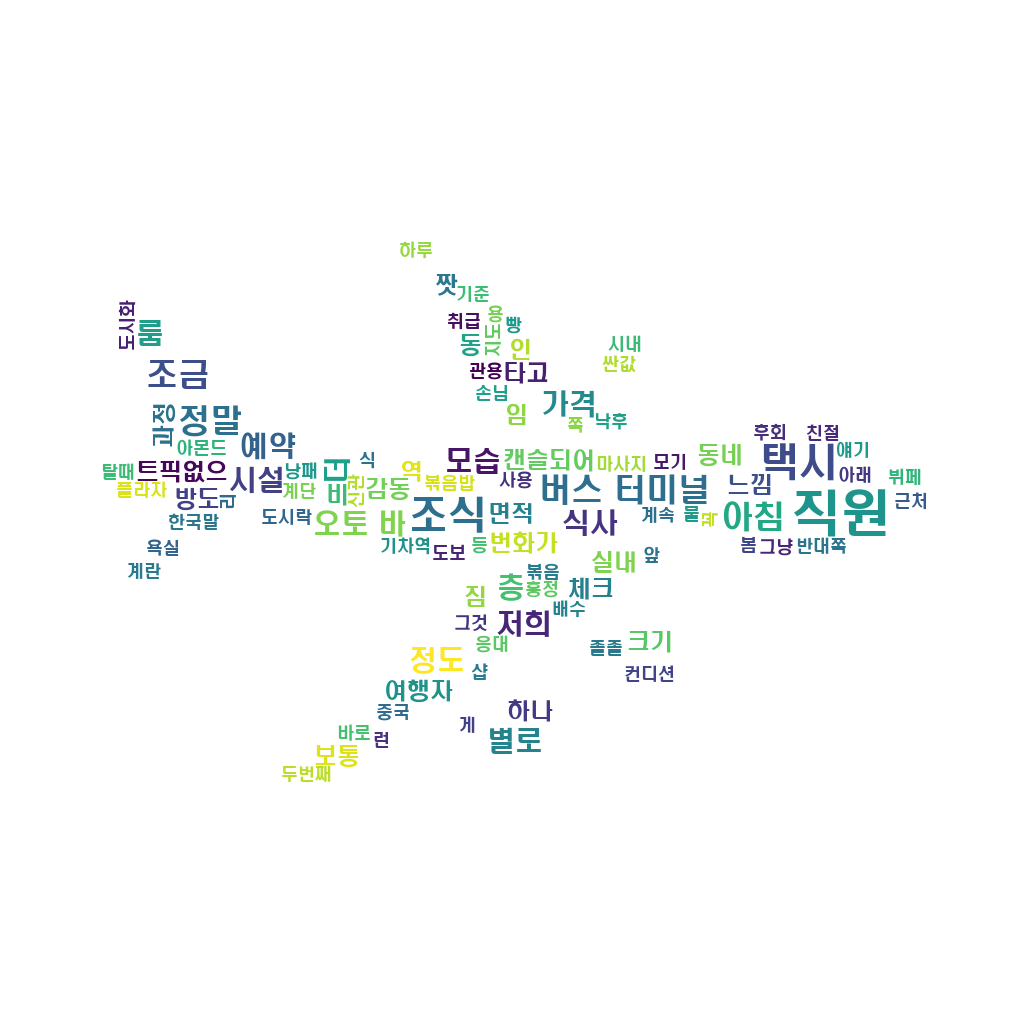 하루
짯
기준
도시화
룸
취급
용
빵
동
지도
인
시내
싼값
조금
관용
타고
손님
가격
임
쪽
낙후
과정
정말
예약
아몬드
후회
친절
얘기
탈때
트픽없으
시설
낭패
터
식
역
모습
캔슬되어
마사지
모기
동네
택시
아래
뷔페
플라자
방도
계단
비
감동
볶음밥
사용
버스 터미널
느낌
근처
한국말
도시락
오토 바
조식
면적
식사
계속
물
아침
직원
욕실
기차역
도보
등
번화가
앞
봄
그냥
반대쪽
계란
볶음
실내
짐
층
흥정
체크
배수
그것
저희
응대
졸졸
크기
정도
샵
컨디션
여행자
중국
하나
게
바로
런
별로
보통
두번째